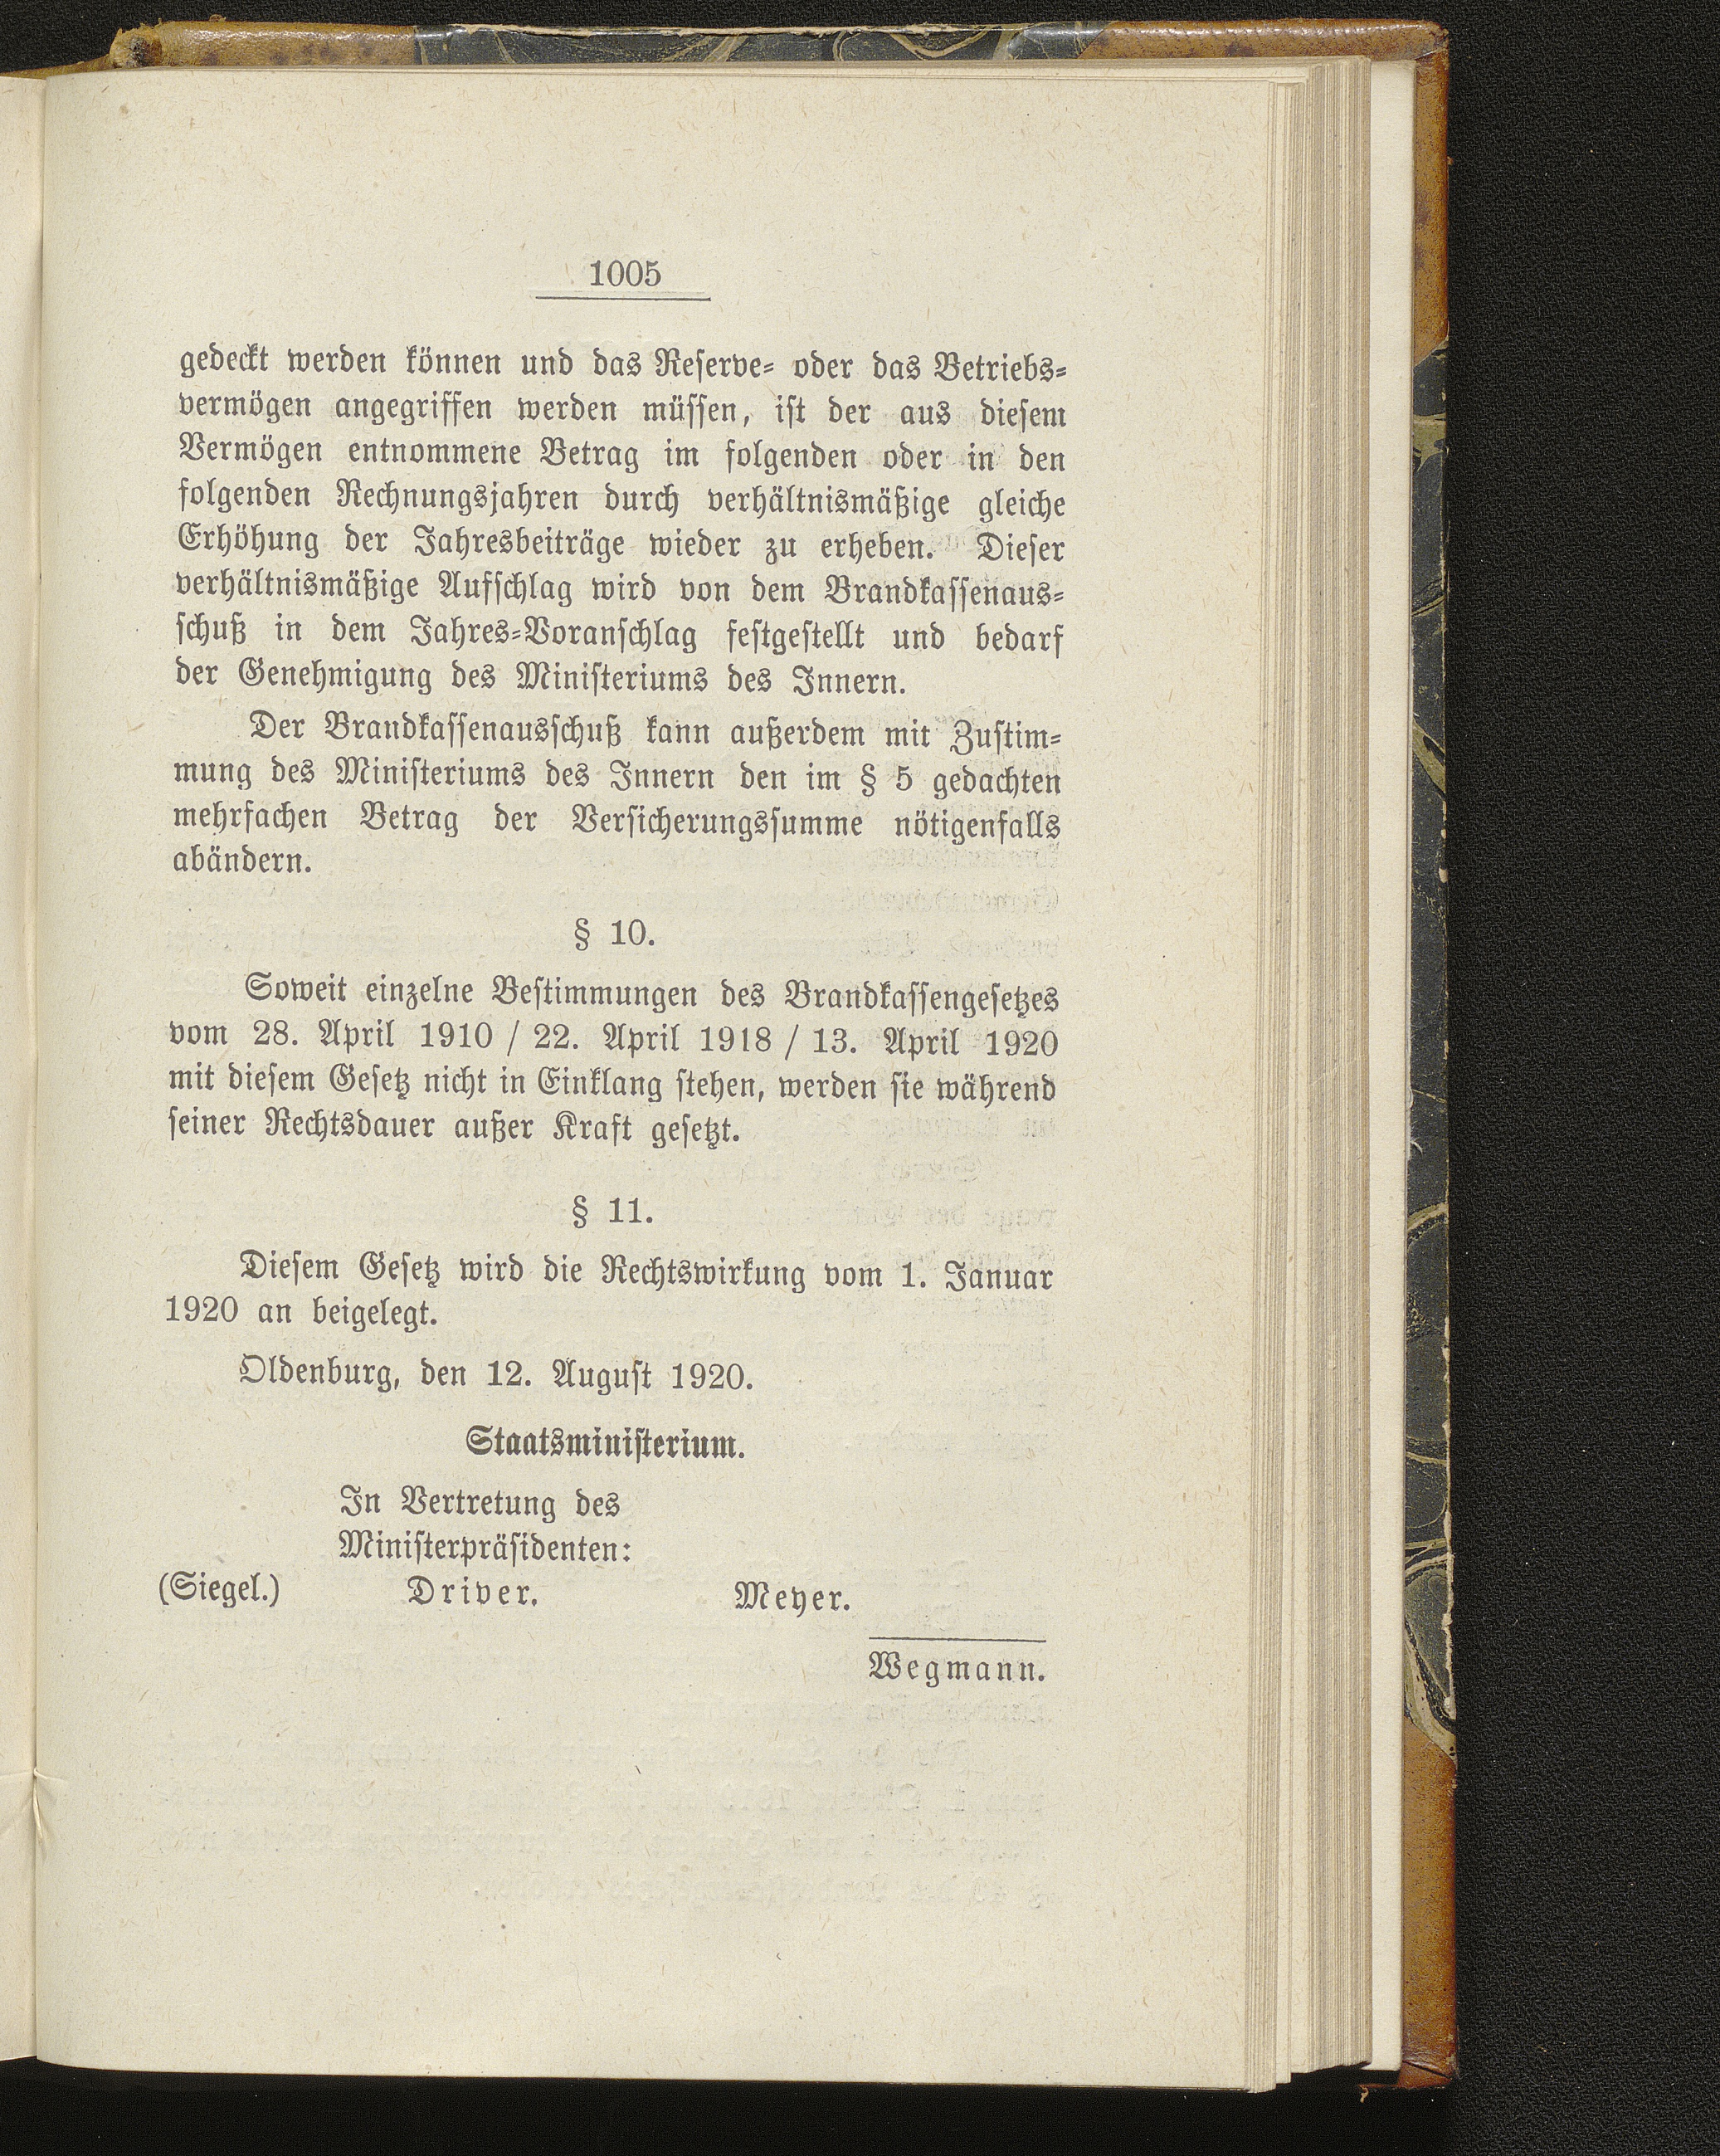 1005
gedeckt werden können und das Reserve- oder das Betriebs-
vermögen angegriffen werden müssen, ist der aus diesem
Vermögen entnommene Betrag im folgenden oder in den
folgenden Rechnungsjahren durch verhältnismäßige gleiche
Erhöhung der Jahresbeiträge wieder zu erheben. Dieser
verhältnismäßige Aufschlag wird von dem Brandkassenaus-
schuß in dem Jahres-Voranschlag festgestellt und bedarf
der Genehmigung des Ministeriums des Innern.
Der Brandkassenausschuß kann außerdem mit Zustim-
mung des Ministeriums des Innern den im § 5 gedachten
mehrfachen Betrag der Versicherungssumme nötigenfalls
abändern.
§ 10.
Soweit einzelne Bestimmungen des Brandkassengesetzes
vom 28. April 1910 / 22. April 1918 / 13. April 1920
mit diesem Gesetz nicht in Einklang stehen, werden sie während
seiner Rechtsdauer außer Kraft gesetzt.
§ 11.
Diesem Gesetz wird die Rechtswirkung vom 1. Januar
1920 an beigelegt.
Oldenburg, den 12. August 1920.
Staatsministerium.
In Vertretung des
Ministerpräsidenten:
(Siegel.) Driver. Meyer.
Wegmann.